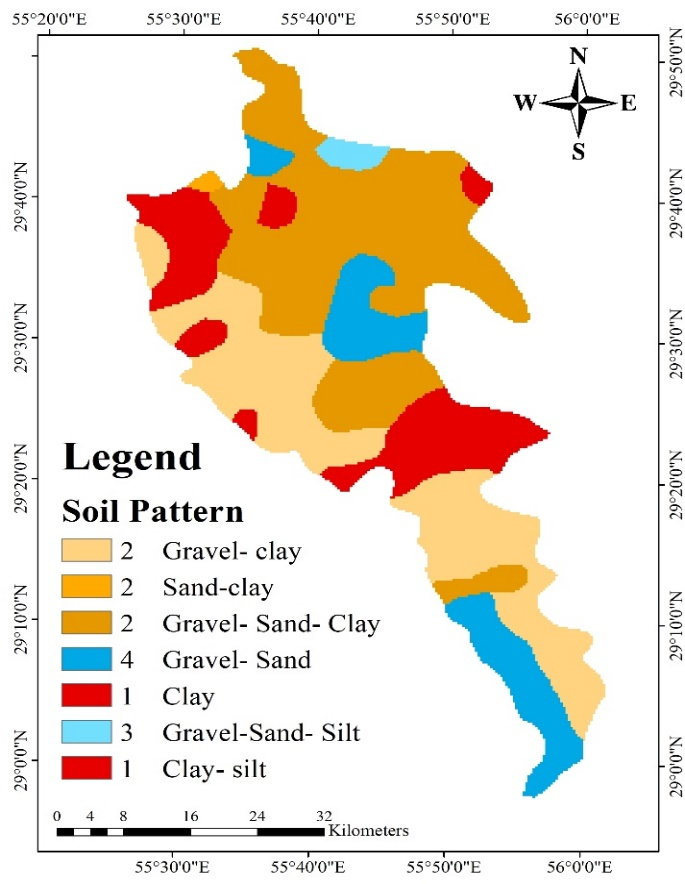 55°20'0"E 55°30'0"E 55°40'0"E 55°50'0"E 56°0'0"E
N
W E
S
29°50'0"N
29°40'0"N 29°40'0"N
29°30'0"N 29°30'0"N
29°20'0"N 29°20'0"N
29°10'0"N 29°10'0"N
29°0'0"N 29°0'0"N
Legend
Soil Pattern
2 Gravel- clay
2 Sand-clay
2 Gravel- Sand- Clay
4 Gravel- Sand
1 Clay
3 Gravel-Sand- Silt
1 Clay- silt
0 4 8 16 24 32
Kilometers
55°30'0"E 55°40'0"E 55°50'0"E 56°0'0"E